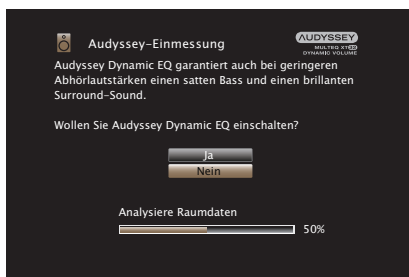 Audyssey-Einmessung
AUDYSSEY
MULTEQ XT32
DYNAMIC VOLUME
Audyssey Dynamic EQ garantiert auch bei geringeren
Abhörlautstärken einen satten Bass und einen brillanten
Surround-Sound.
Wollen Sie Audyssey Dynamic EQ einschalten?
Ja
Nein
Analysiere Raumdaten
50%